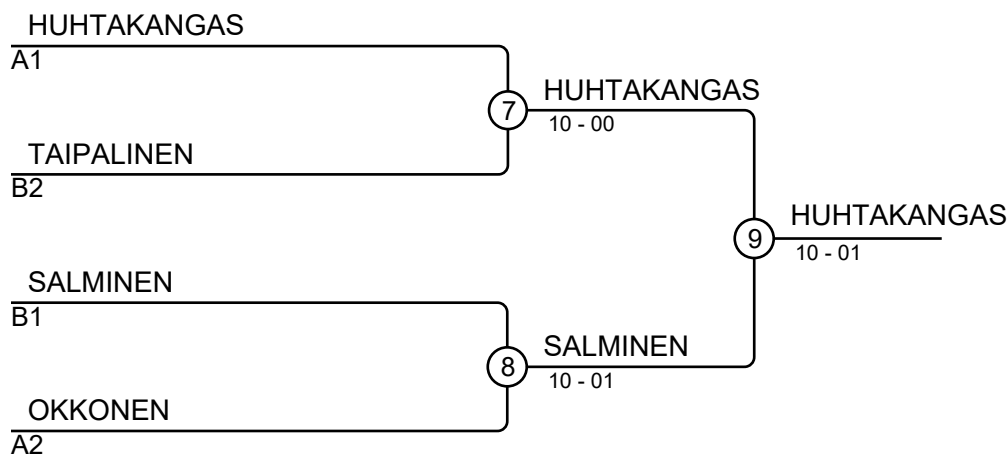 HUHTAKANGAS
A1
7
HUHTAKANGAS
10 - 00
TAIPALINEN
B2
9
HUHTAKANGAS
10 - 01
SALMINEN
B1
8
SALMINEN
10 - 01
OKKONEN
A2